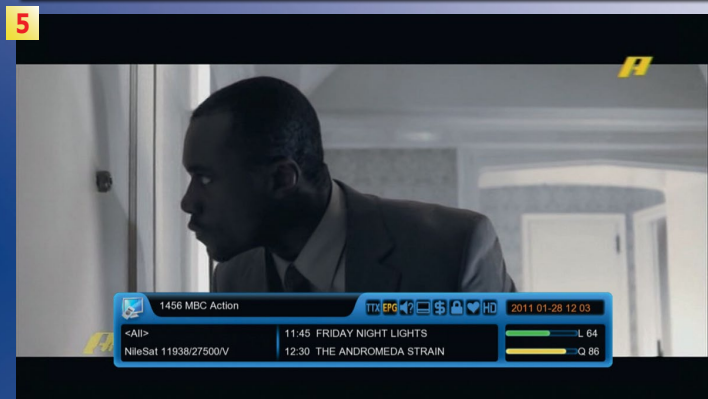 5
A
1456 MBC Action
TTX EPG ? $ HD
2011 01-28 12 03
<All>
11:45 FRIDAY NIGHT LIGHTS
L 64
NileSat 11938/27500/V
12:30 THE ANDROMEDA STRAIN
Q 86